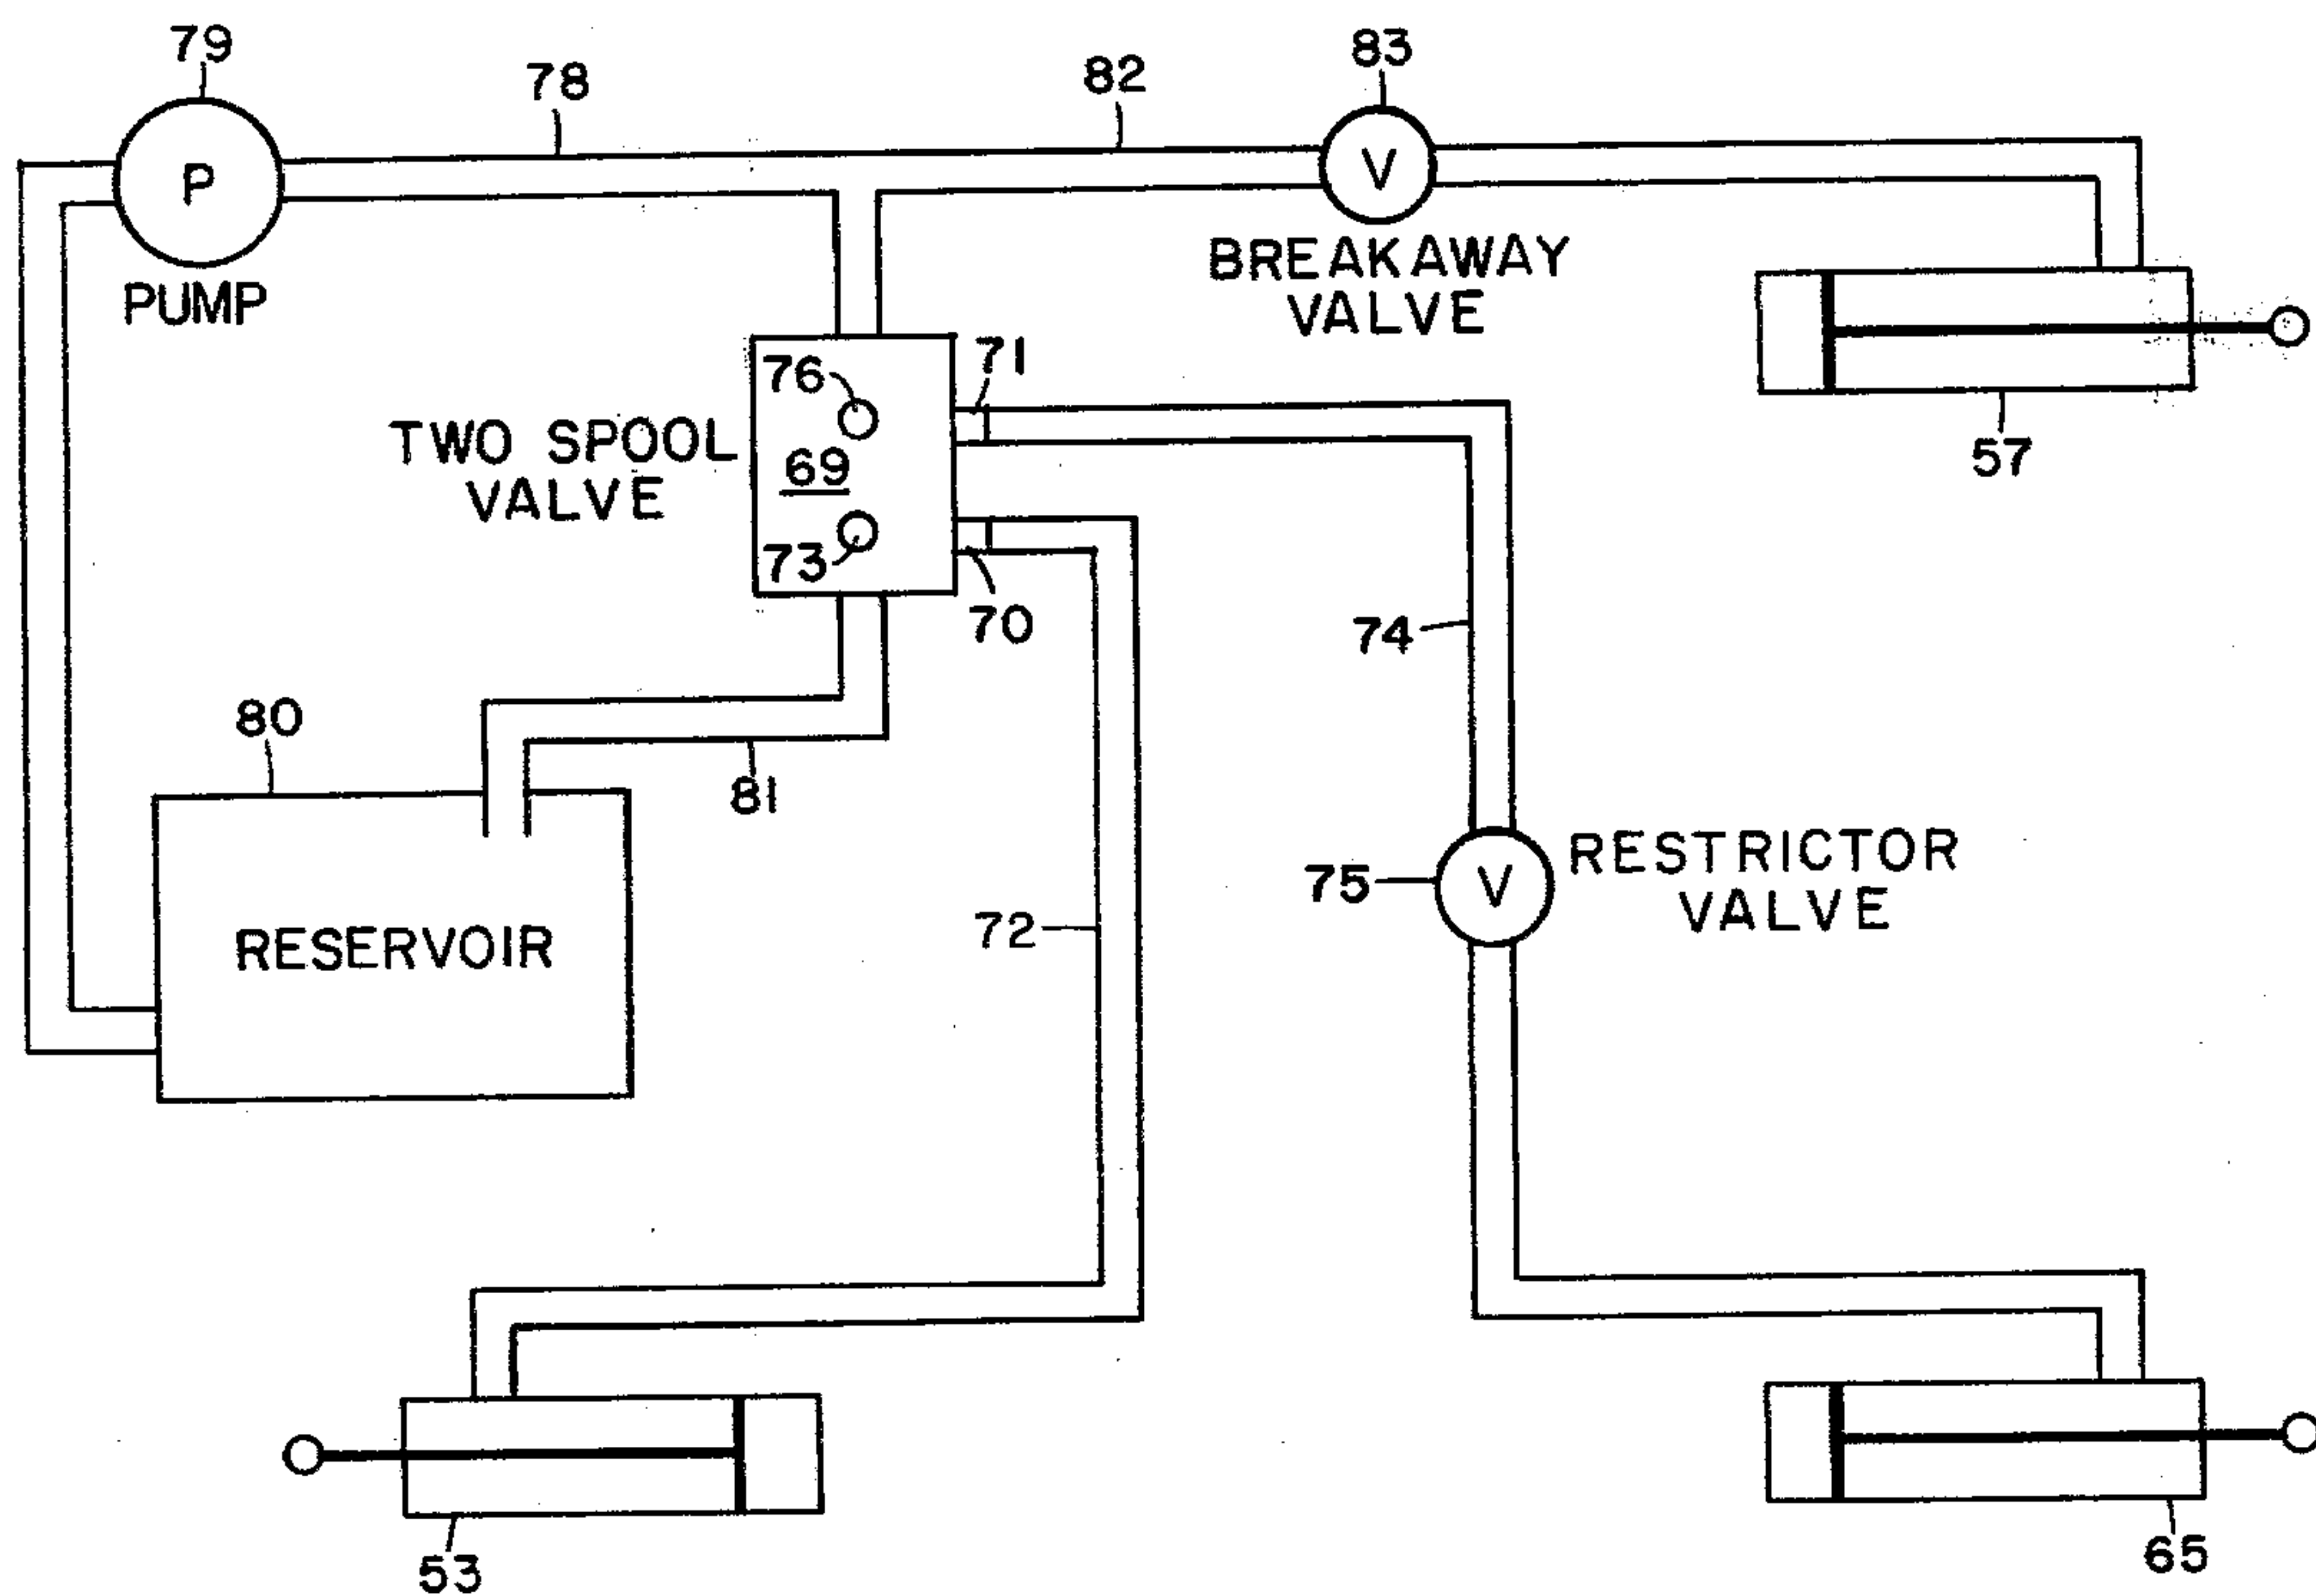 79
78
82
83
P
PUMP
V
BREAKAWAY
VALVE
57
TWO SPOOL
VALVE
76
69
73
71
70
74
80
81
RESERVOIR
72
75
V
RESTRICTOR
VALVE
53
65